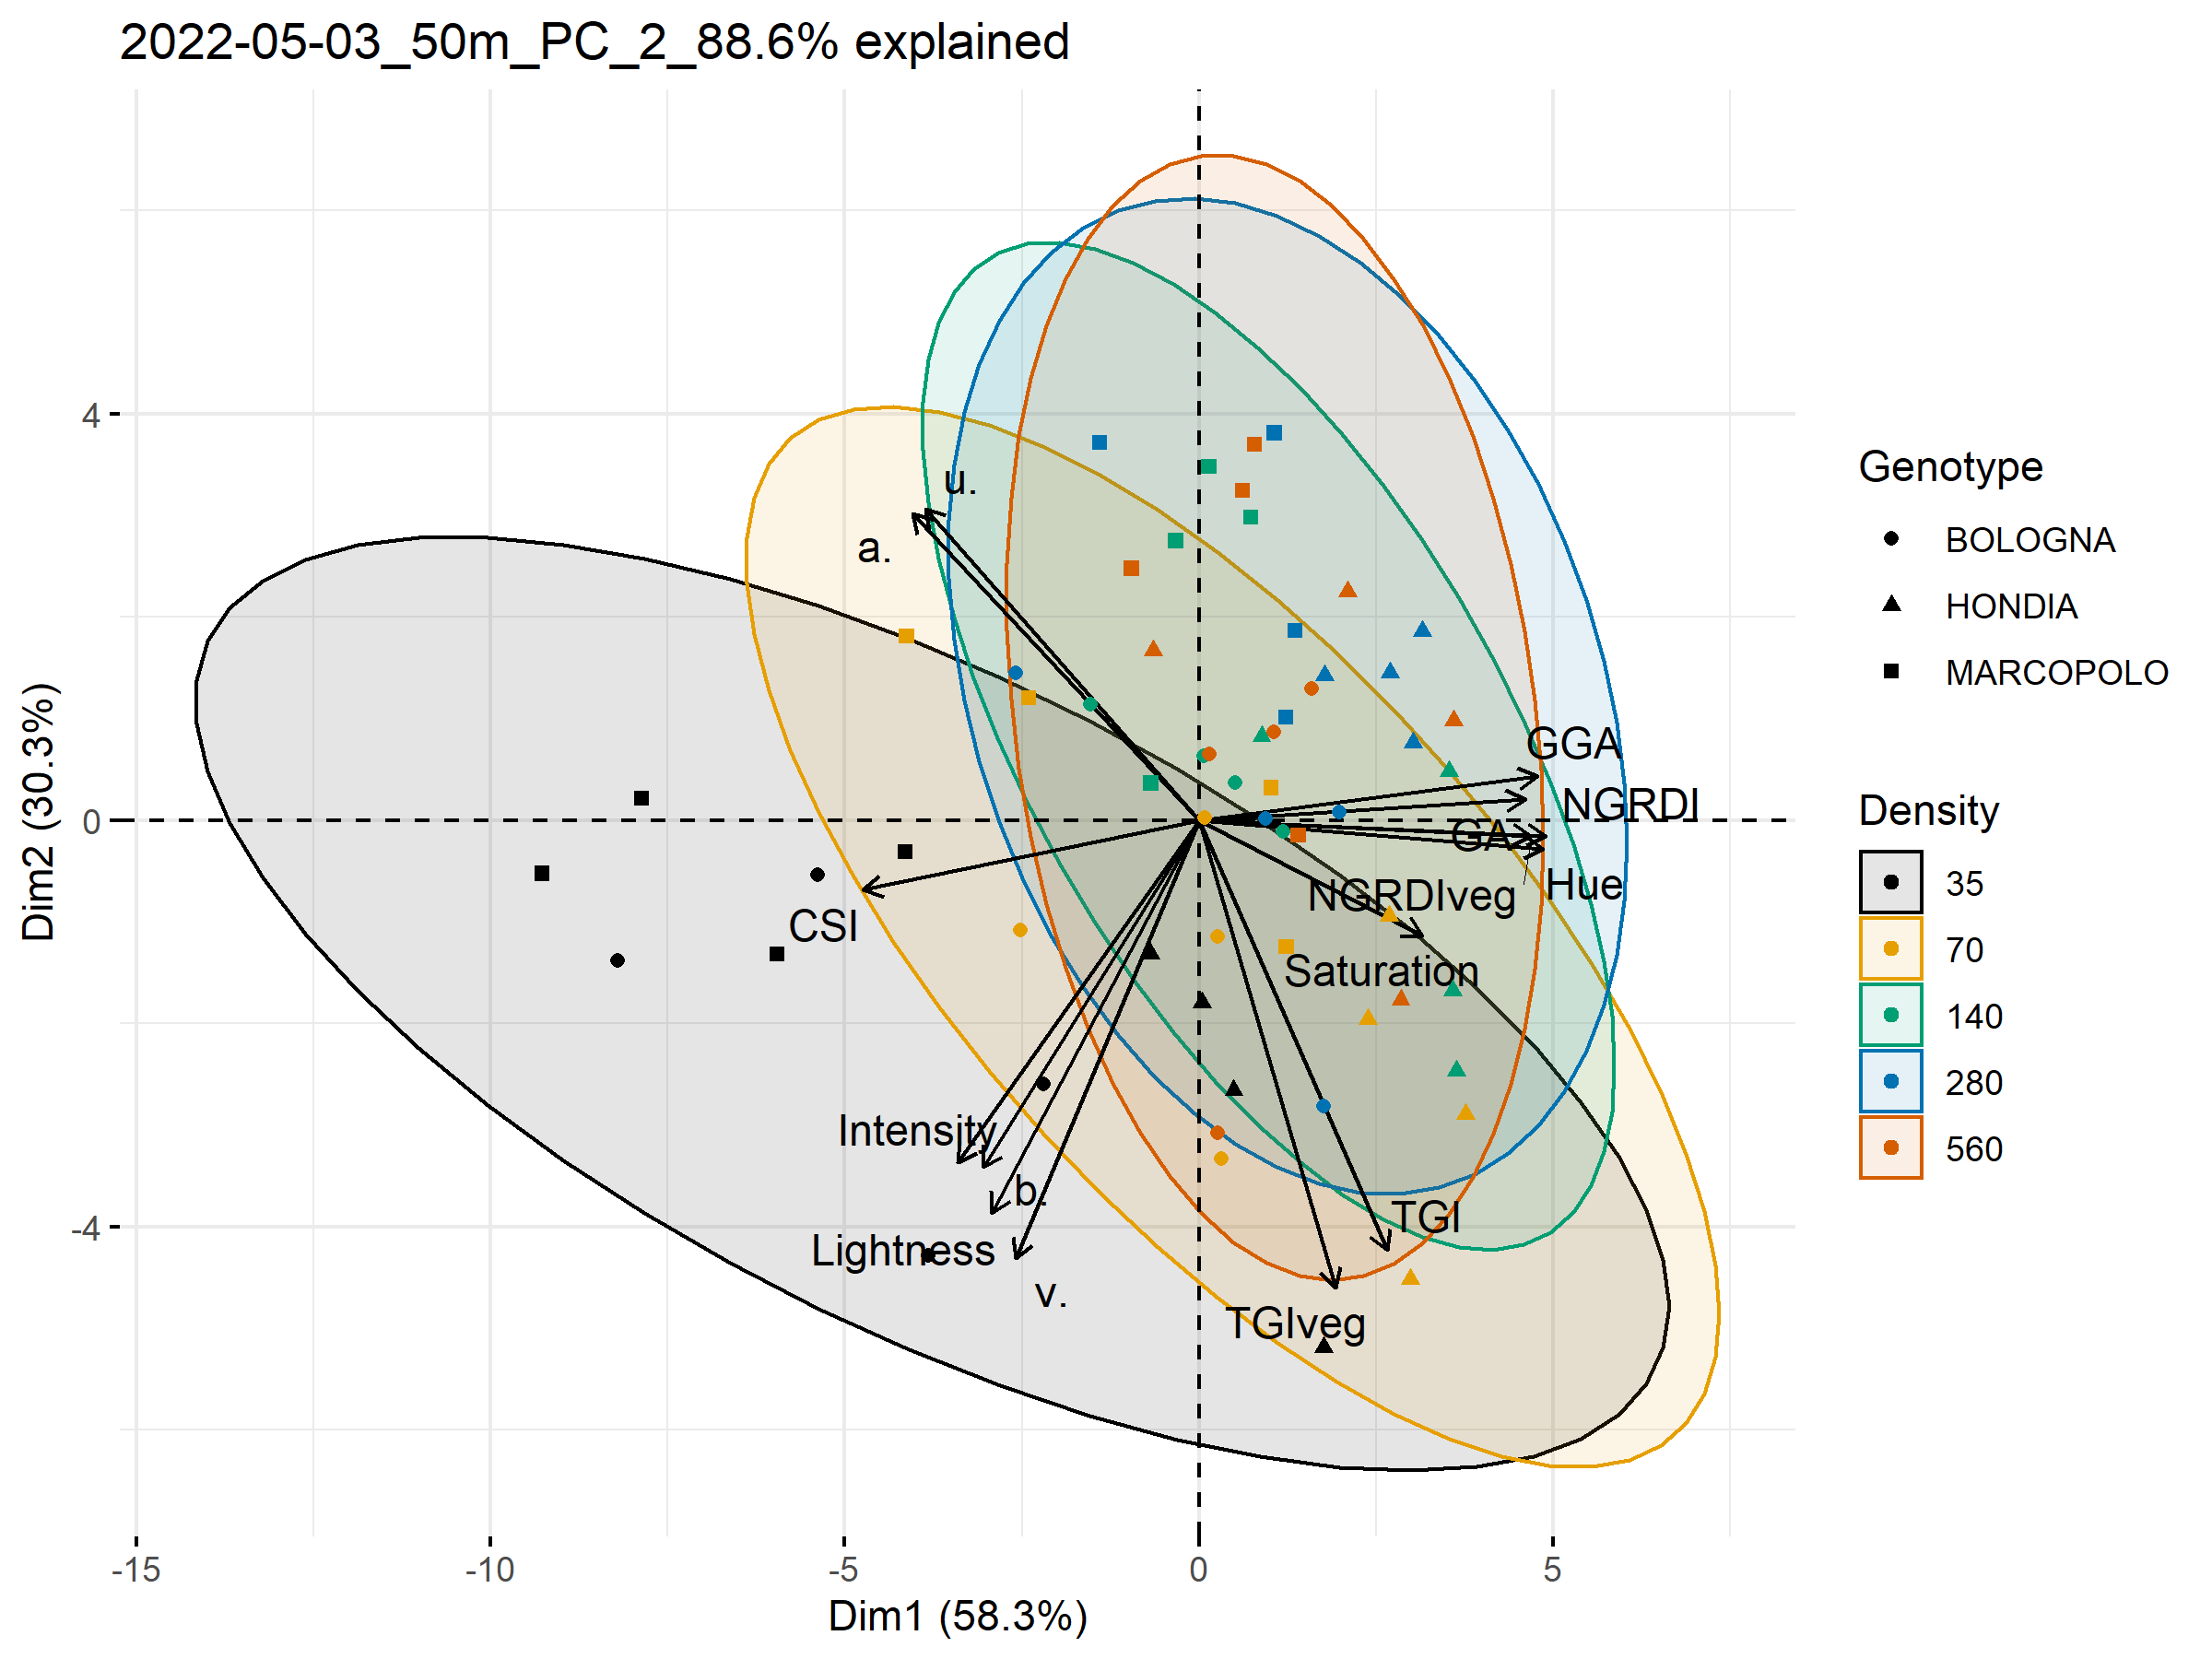 2022-05-03_50m_PC_2_88.6% explained
Dim2 (30.3%)
4
0
-4
u.
a.
GGA
NGRDI
GA
Hue
NGRDIveg
CSI
Saturation
Intensity
b.
TGI
Lightness
v.
TGIveg
-15
-10
-5
0
5
Dim1 (58.3%)
Genotype
BOLOGNA
HONDIA
MARCOPOLO
Density
35
70
140
280
560